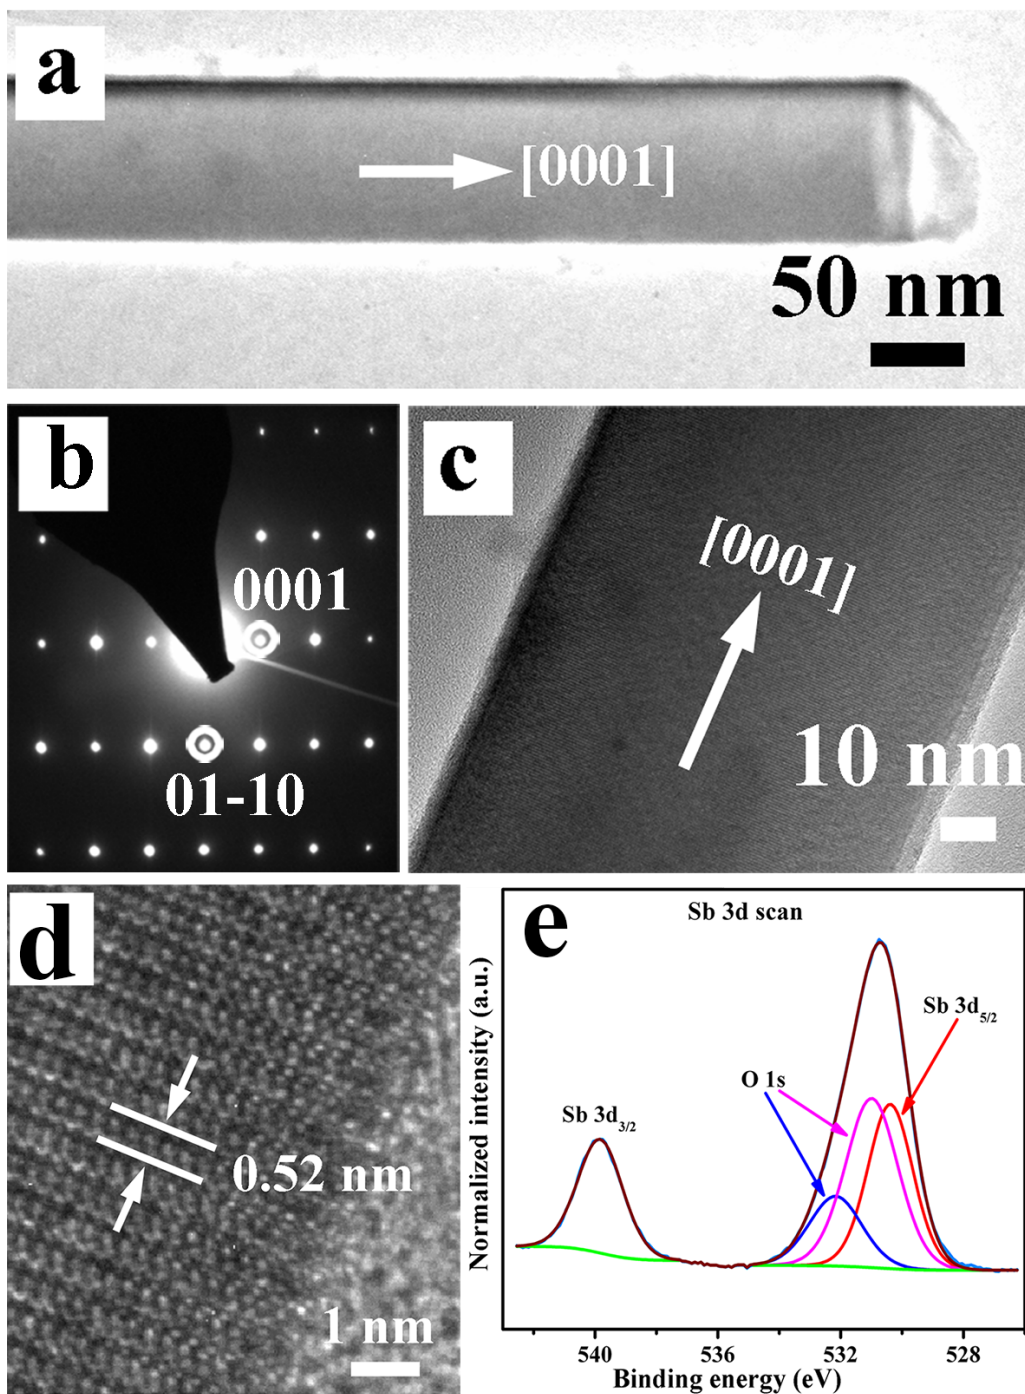 a
[0001]
50 nm
b
0001
01-10
c
[0001]
10 nm
d
0.52 nm
1 nm
e
Sb 3d scan
Normalized intensity (a.u.)
Sb 3d3/2
O 1s
Sb 3d5/2
540
536
532
528
Binding energy (eV)